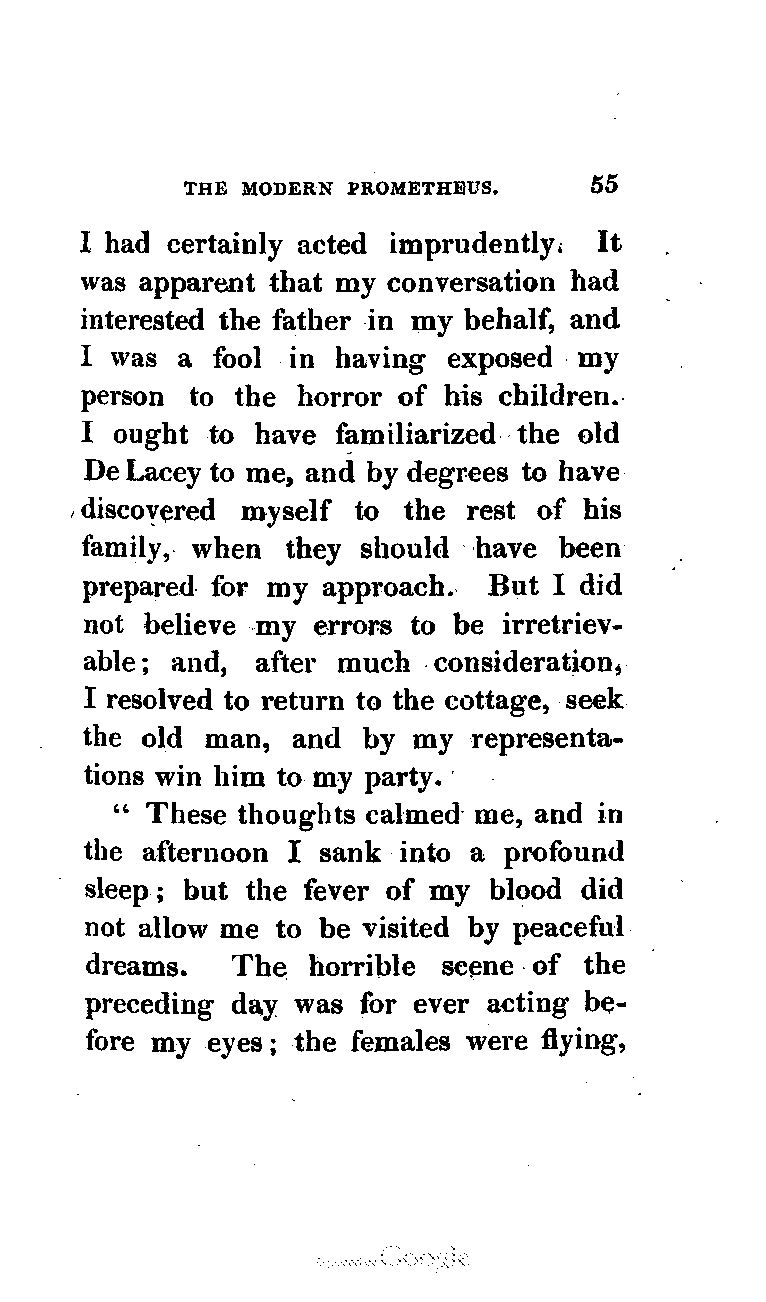 THE MODERN PROMETHEUS. 55
I had certainly acted imprudently. It
was apparent that my conversation had
interested the father in my behalf, and
I was a fool in having exposed my
person to the horror of his children.
I ought to have familiarized the old
De Lacey to me, and by degrees to have
discovered myself to the rest of his
family, when they should have been
prepared for my approach. But I did
not believe my errors to be irretriev-
able; and, after much consideration,
I resolved to return to the cottage, seek
the old man, and by my representa-
tions win him to my party.
“ These thoughts calmed me, and in
the afternoon I sank into a profound
sleep; but the fever of my blood did
not allow me to be visited by peaceful
dreams. The horrible scene of the
preceding day was for ever acting be-
fore my eyes; the females were flying,
Google